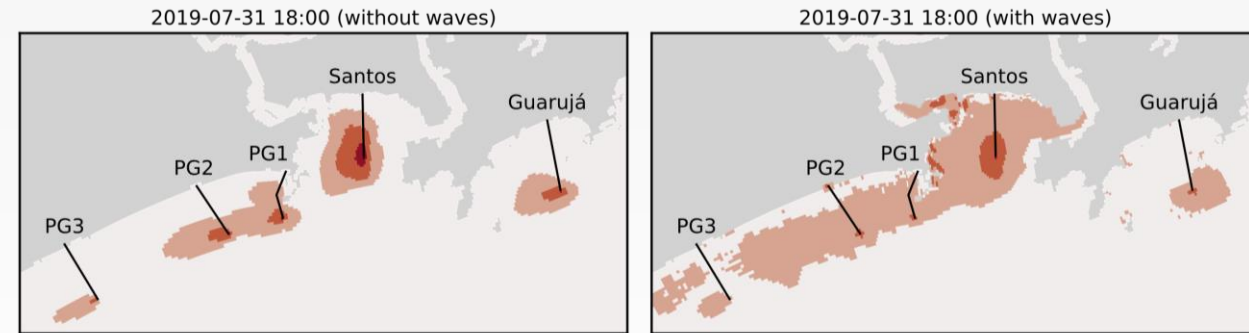 2019-07-31 18:00 (without waves)
Santos
Guarujá
PG1
PG2
PG3
2019-07-31 18:00 (with waves)
Santos
Guarujá
PG1
PG2
PG3